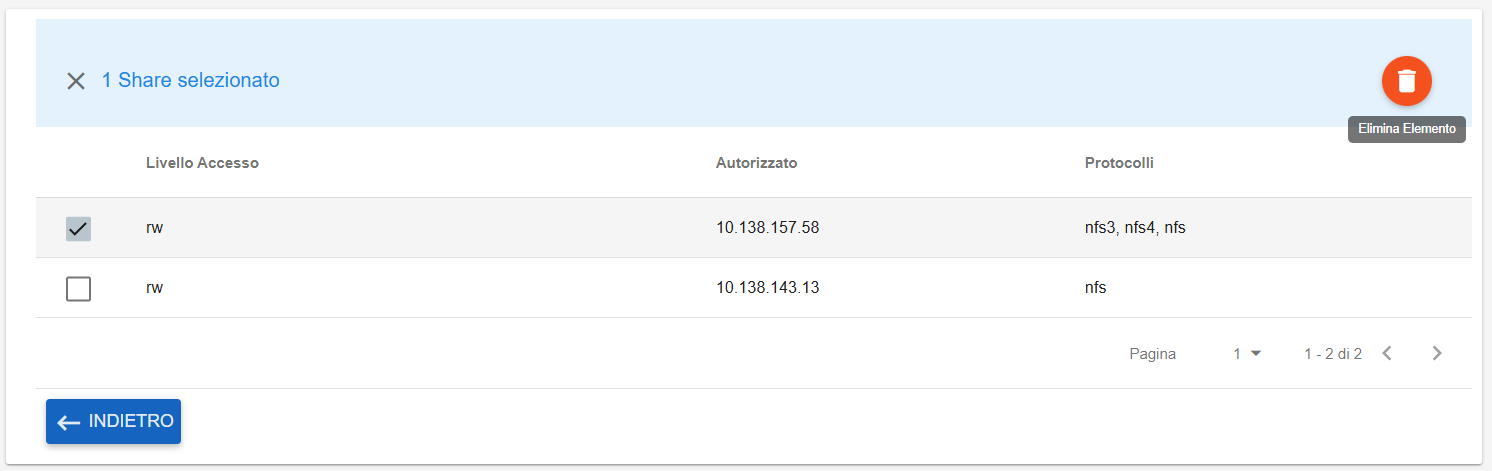 1 Share selezionato
Elimina Elemento
Livello Accesso Autorizzato Protocolli
rw 10.138.157.58 nfs3, nfs4, nfs
rw 10.138.143.13 nfs
Pagina 1 1 - 2 di 2
INDIETRO